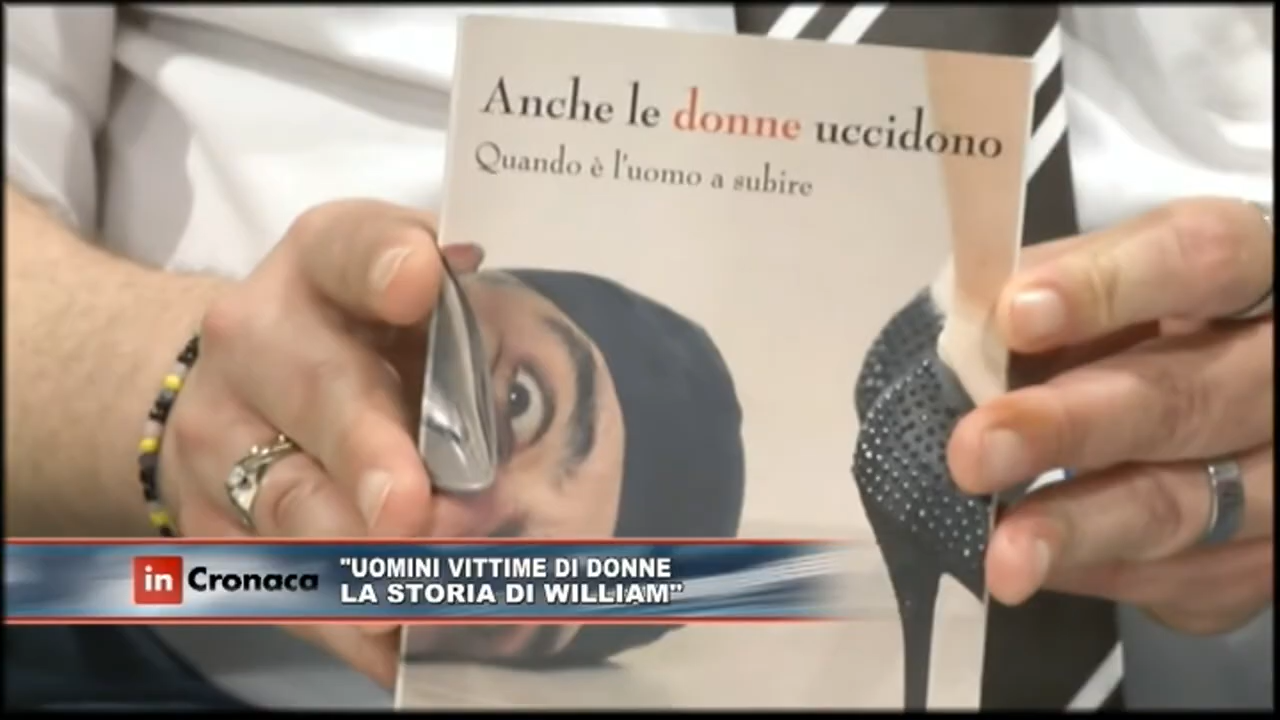 Anche le donne uccidono
Quando è l'uomo a subire
in Cronaca
"UOMINI VITTIME DI DONNE
LA STORIA DI WILLIAM"